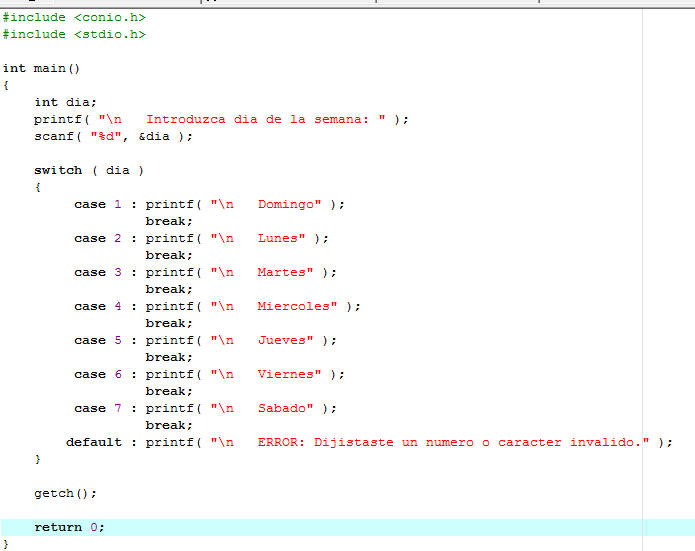 #include <conio.h>
#include <stdio.h>

int main()
{
    int dia;
    printf( "\n   Introduzca dia de la semana: " );
    scanf( "%d", &dia );

    switch ( dia )
    {
         case 1 : printf( "\n   Domingo" );
                  break;
         case 2 : printf( "\n   Lunes" );
                  break;
         case 3 : printf( "\n   Martes" );
                  break;
         case 4 : printf( "\n   Miercoles" );
                  break;
         case 5 : printf( "\n   Jueves" );
                  break;
         case 6 : printf( "\n   Viernes" );
                  break;
         case 7 : printf( "\n   Sabado" );
                  break;
        default : printf( "\n   ERROR: Dijistaste un numero o caracter invalido." );
    }

    getch();

    return 0;
}